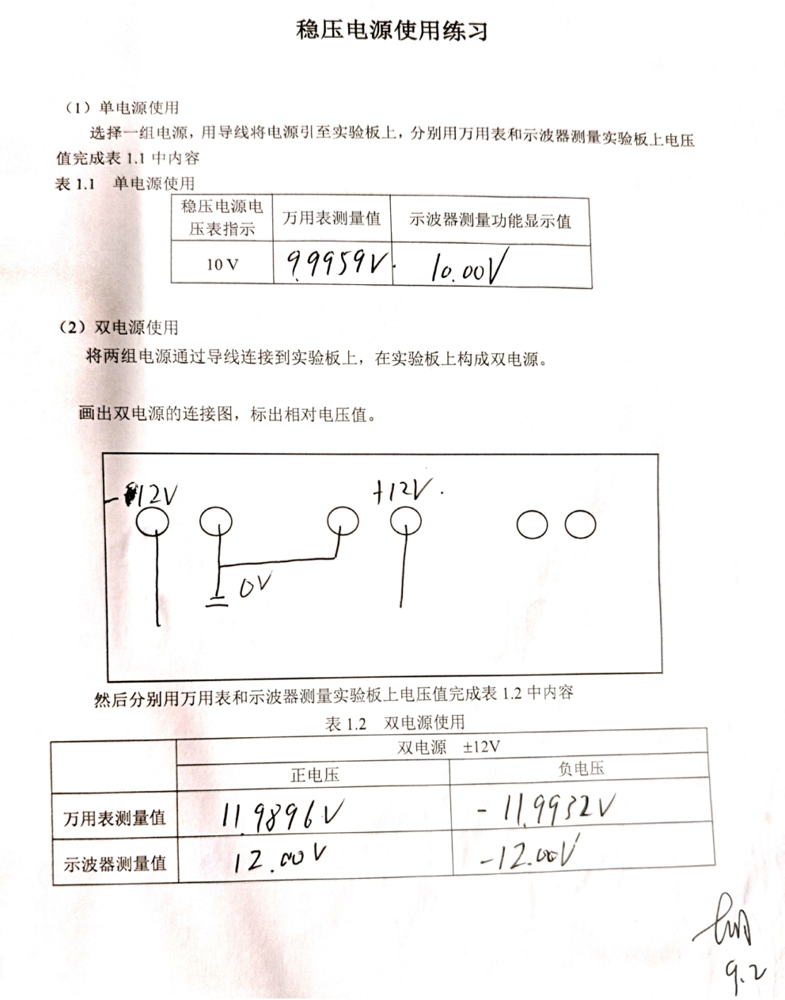 稳压电源使用练习
（1）单电源使用
选择一组电源，用导线将电源引至实验板上，分别用万用表和示波器测量实验板上电压
值完成表 1.1 中内容
表 1.1 单电源使用
稳压电源电
压表指示
万用表测量值
示波器测量功能显示值
10 V
9.9959V.
10.00V
（2）双电源使用
将两组电源通过导线连接到实验板上，在实验板上构成双电源。
画出双电源的连接图，标出相对电压值。
-12V
+12V.
0V
然后分别用万用表和示波器测量实验板上电压值完成表 1.2 中内容
表 1.2 双电源使用
双电源 ±12V
正电压
负电压
万用表测量值
11.9896V
-11.9932V
示波器测量值
12.00V
-12.00V
9.2